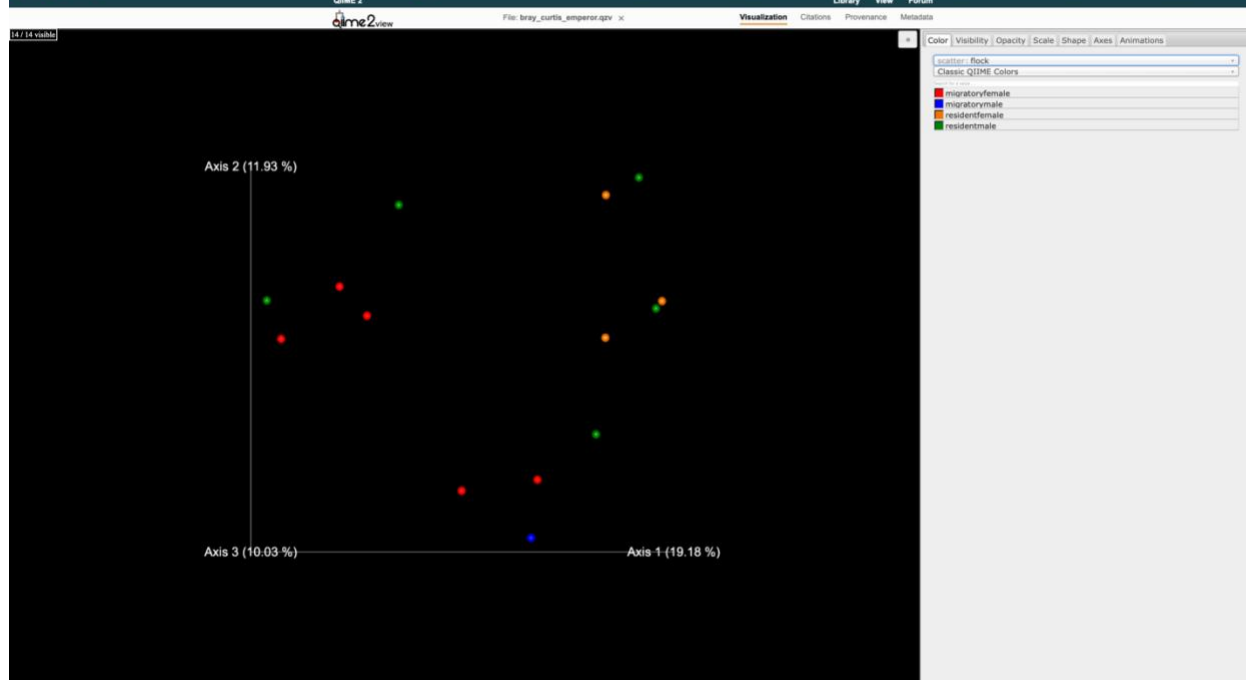 QIIME 2
Library View Forum
qiime2view
File: bray_curtis_emperor.qzv ×
Visualization Citations Provenance Metadata
14 / 14 visible
Color Visibility Opacity Scale Shape Axes Animations
scatter: flock
Classic QIIME Colors
migratoryfemale
migratorymale
residentfemale
residentmale
Axis 2 (11.93 %)
Axis 3 (10.03 %)
Axis 1 (19.18 %)